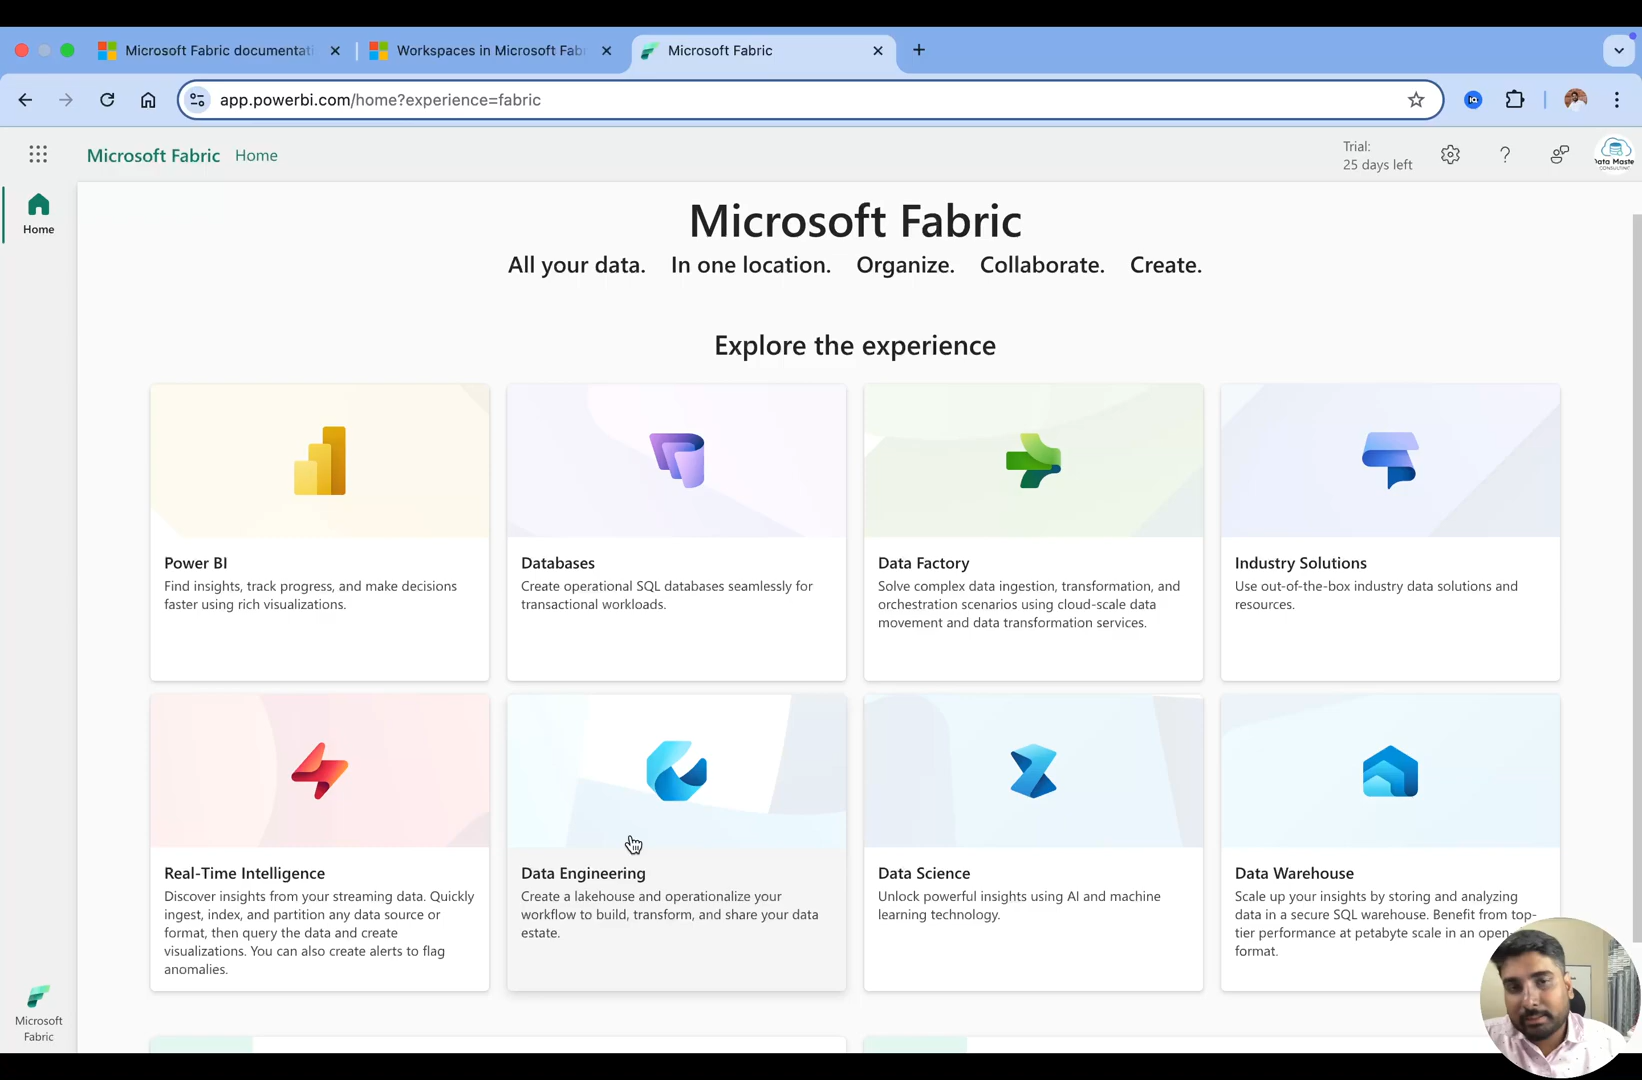 Microsoft Fabric documentati
Workspaces in Microsoft Fab
Microsoft Fabric
app.powerbi.com/home?experience=fabric
Microsoft Fabric Home
Trial:
25 days left
Home
Microsoft Fabric
All your data. In one location. Organize. Collaborate. Create.
Explore the experience
Power BI
Find insights, track progress, and make decisions
faster using rich visualizations.
Databases
Create operational SQL databases seamlessly for
transactional workloads.
Data Factory
Solve complex data ingestion, transformation, and
orchestration scenarios using cloud-scale data
movement and data transformation services.
Industry Solutions
Use out-of-the-box industry data solutions and
resources.
Real-Time Intelligence
Discover insights from your streaming data. Quickly
ingest, index, and partition any data source or
format, then query the data and create
visualizations. You can also create alerts to flag
anomalies.
Data Engineering
Create a lakehouse and operationalize your
workflow to build, transform, and share your data
estate.
Data Science
Unlock powerful insights using AI and machine
learning technology.
Data Warehouse
Scale up your insights by storing and analyzing
data in a secure SQL warehouse. Benefit from top-
tier performance at petabyte scale in an open
format.
Microsoft
Fabric
ata Maste
CONSULTING